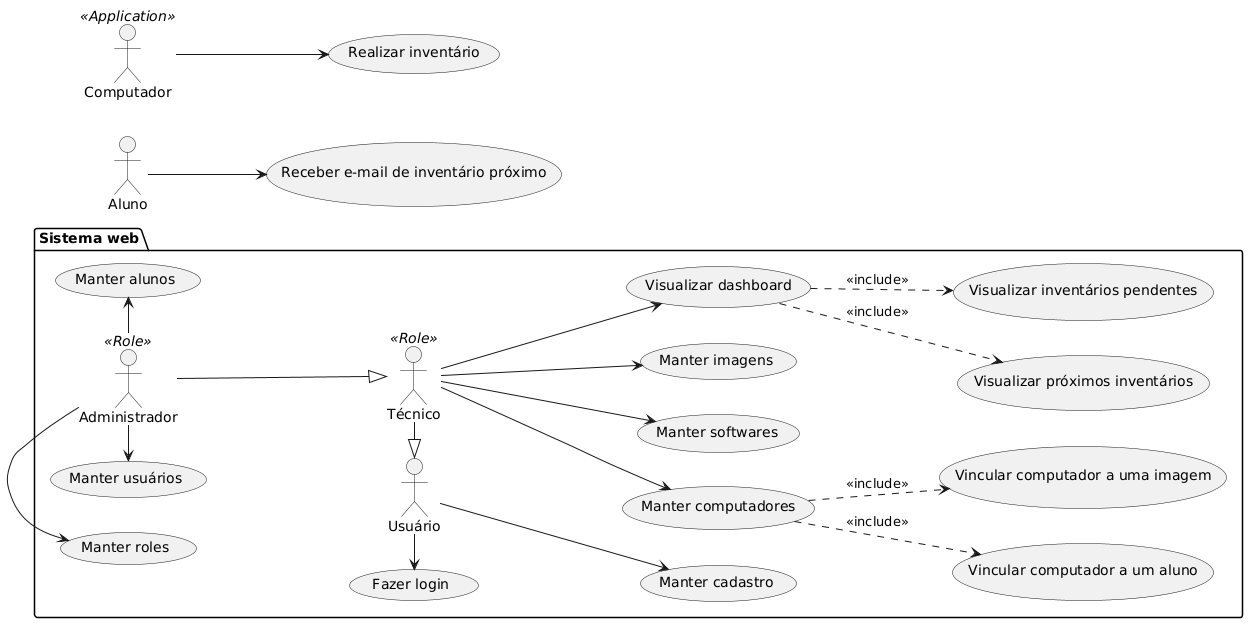 «Application»
Computador
Realizar inventário
Aluno
Receber e-mail de inventário próximo
Sistema web
Manter alunos
«Role»
Administrador
Manter usuários
Manter roles
«Role»
Técnico
Usuário
Fazer login
Visualizar dashboard
Manter imagens
Manter softwares
Manter computadores
Manter cadastro
«include»
«include»
«include»
«include»
Visualizar inventários pendentes
Visualizar próximos inventários
Vincular computador a uma imagem
Vincular computador a um aluno